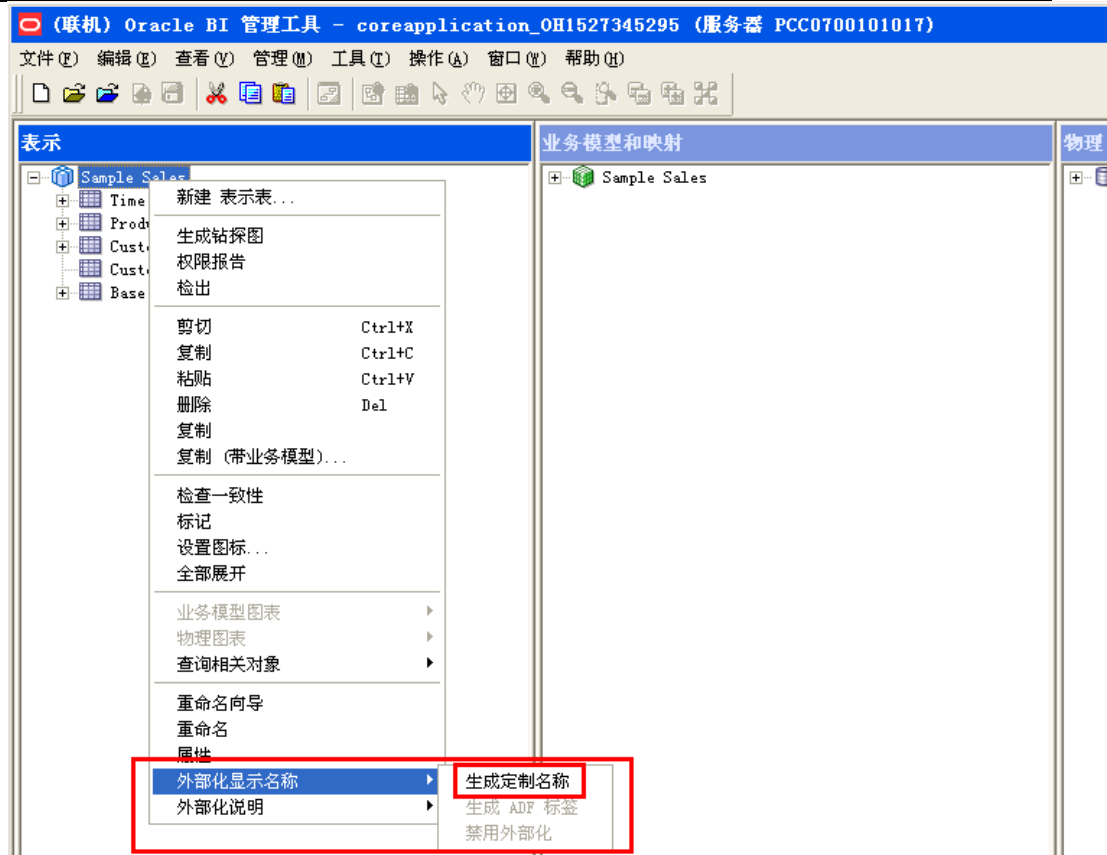 (联机) Oracle BI 管理工具 - coreapplication_OH1527345295 (服务器 PCC0700101017)
文件(F) 编辑(E) 查看(V) 管理(M) 工具(T) 操作(A) 窗口(W) 帮助(H)
表示
业务模型和映射
物理
Sample Sales
Time
Cust
Cust
Base
新建 表示表...
生成钻探图
权限报告
检出
剪切 Ctrl+X
复制 Ctrl+C
粘贴 Ctrl+V
删除 Del
复制
复制 (带业务模型)...
检查一致性
标记
设置图标...
全部展开
业务模型图表
物理图表
查询相关对象
重命名向导
重命名
属性
外部化显示名称
外部化说明
生成定制名称
生成 ADF 标签
禁用外部化
Sample Sales